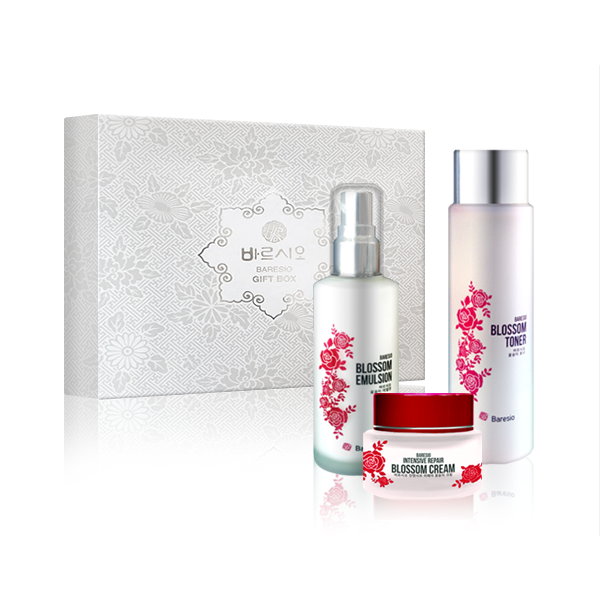 바르시오
BARESIO
GIFT BOX
BARESIO
BLOSSOM
EMULSION
Baresio
BARESIO
INTENSIVE REPAIR
BLOSSOM CREAM
BARESIO
BLOSSOM
TONER
Baresio